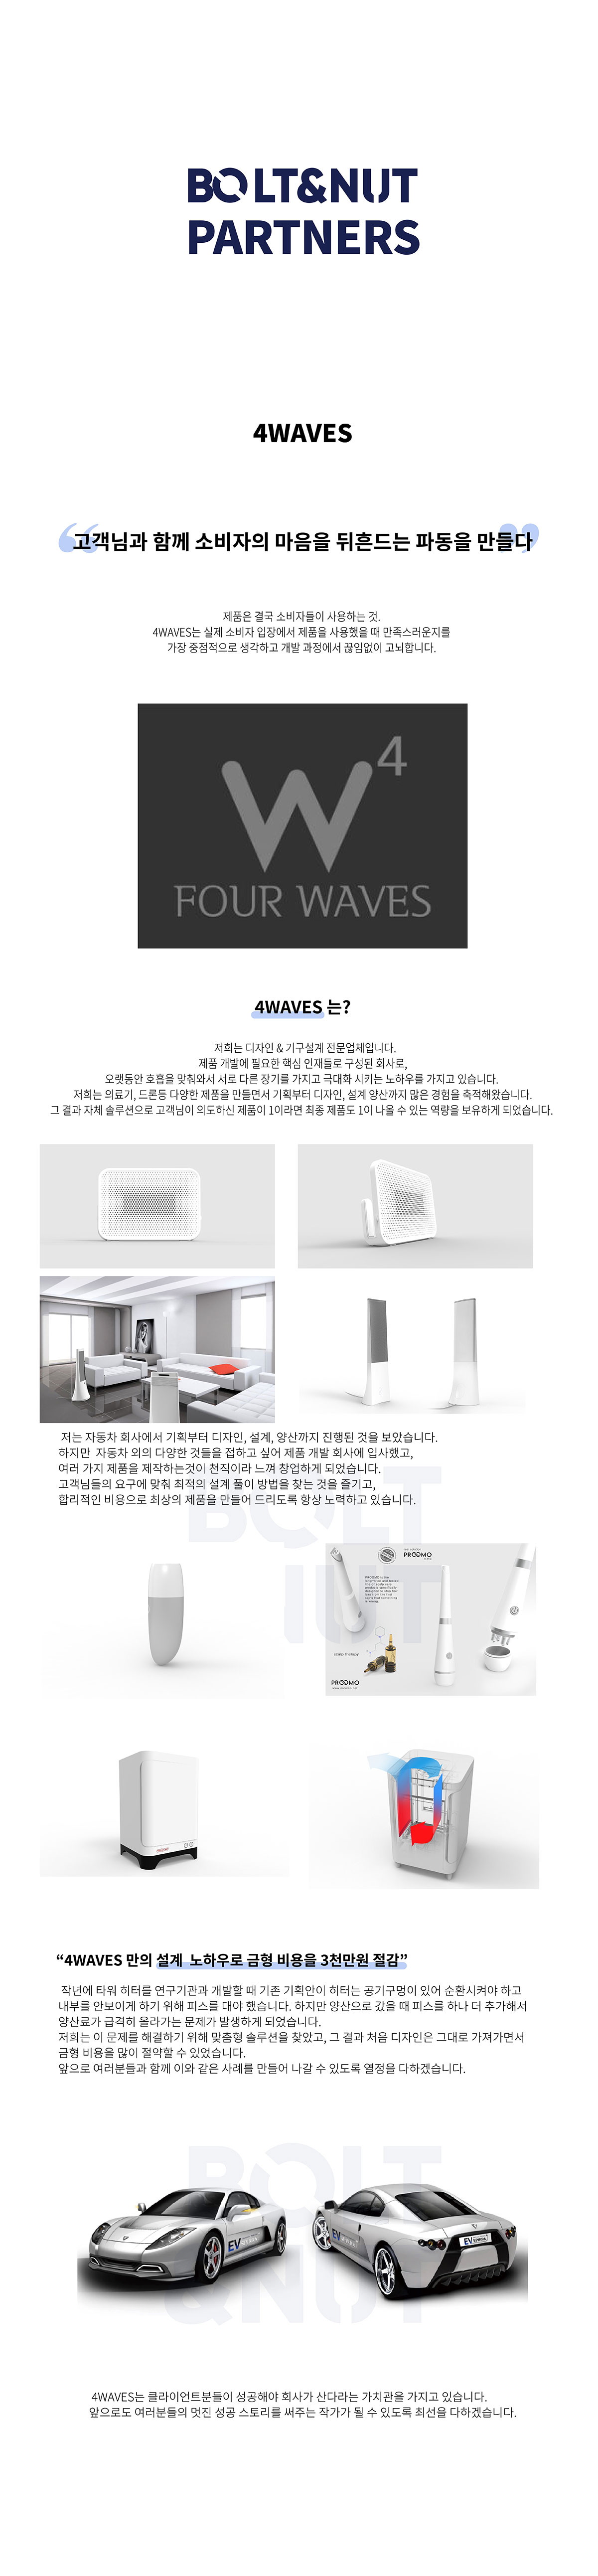 BOLT&NUT
PARTNERS
4WAVES
“고객님과 함께 소비자의 마음을 뒤흔드는 파동을 만들다”
제품은 결국 소비자들이 사용하는 것.
4WAVES는 실제 소비자 입장에서 제품을 사용했을 때 만족스러운지를
가장 중점적으로 생각하고 개발 과정에서 끊임없이 고뇌합니다.
W4
FOUR WAVES
4WAVES 는?
저희는 디자인 & 기구설계 전문업체입니다.
제품 개발에 필요한 핵심 인재들로 구성된 회사로,
오랫동안 호흡을 맞춰와서 서로 다른 장기를 가지고 극대화 시키는 노하우를 가지고 있습니다.
저희는 의료기, 드론등 다양한 제품을 만들면서 기획부터 디자인, 설계 양산까지 많은 경험을 축적해왔습니다.
그 결과 자체 솔루션으로 고객님이 의도하신 제품이 1이라면 최종 제품도 1이 나올 수 있는 역량을 보유하게 되었습니다.
저는 자동차 회사에서 기획부터 디자인, 설계, 양산까지 진행된 것을 보았습니다.
하지만 자동차 외의 다양한 것들을 접하고 싶어 제품 개발 회사에 입사했고,
여러 가지 제품을 제작하는것이 천직이라 느껴 창업하게 되었습니다.
고객님들의 요구에 맞춰 최적의 설계 풀이 방법을 찾는 것을 즐기고,
합리적인 비용으로 최상의 제품을 만들어 드리도록 항상 노력하고 있습니다.
BOLT
&NUT
PRODMO
scalp therapy
PRODMO
“4WAVES 만의 설계 노하우로 금형 비용을 3천만원 절감”
작년에 타워 히터를 연구기관과 개발할 때 기존 기획안이 히터는 공기구멍이 있어 순환시켜야 하고
내부를 안보이게 하기 위해 피스를 대야 했습니다. 하지만 양산으로 갔을 때 피스를 하나 더 추가해서
양산료가 급격히 올라가는 문제가 발생하게 되었습니다.
저희는 이 문제를 해결하기 위해 맞춤형 솔루션을 찾았고, 그 결과 처음 디자인은 그대로 가져가면서
금형 비용을 많이 절약할 수 있었습니다.
앞으로 여러분들과 함께 이와 같은 사례를 만들어 나갈 수 있도록 열정을 다하겠습니다.
BOLT
&NUT
EV
EV
4WAVES는 클라이언트분들이 성공해야 회사가 산다라는 가치관을 가지고 있습니다.
앞으로도 여러분들의 멋진 성공 스토리를 써주는 작가가 될 수 있도록 최선을 다하겠습니다.